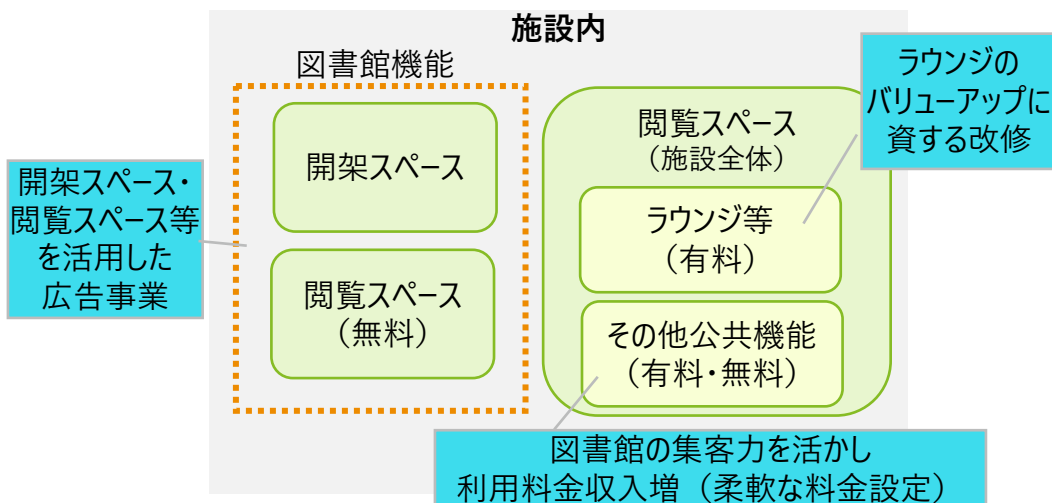 施設内
図書館機能
開架スペース
閲覧スペース
（無料）
閲覧スペース
（施設全体）
ラウンジ等
（有料）
その他公共機能
（有料・無料）
開架スペース・
閲覧スペース等
を活用した
広告事業
ラウンジの
バリューアップに
資する改修
図書館の集客力を活かし
利用料金収入増（柔軟な料金設定）